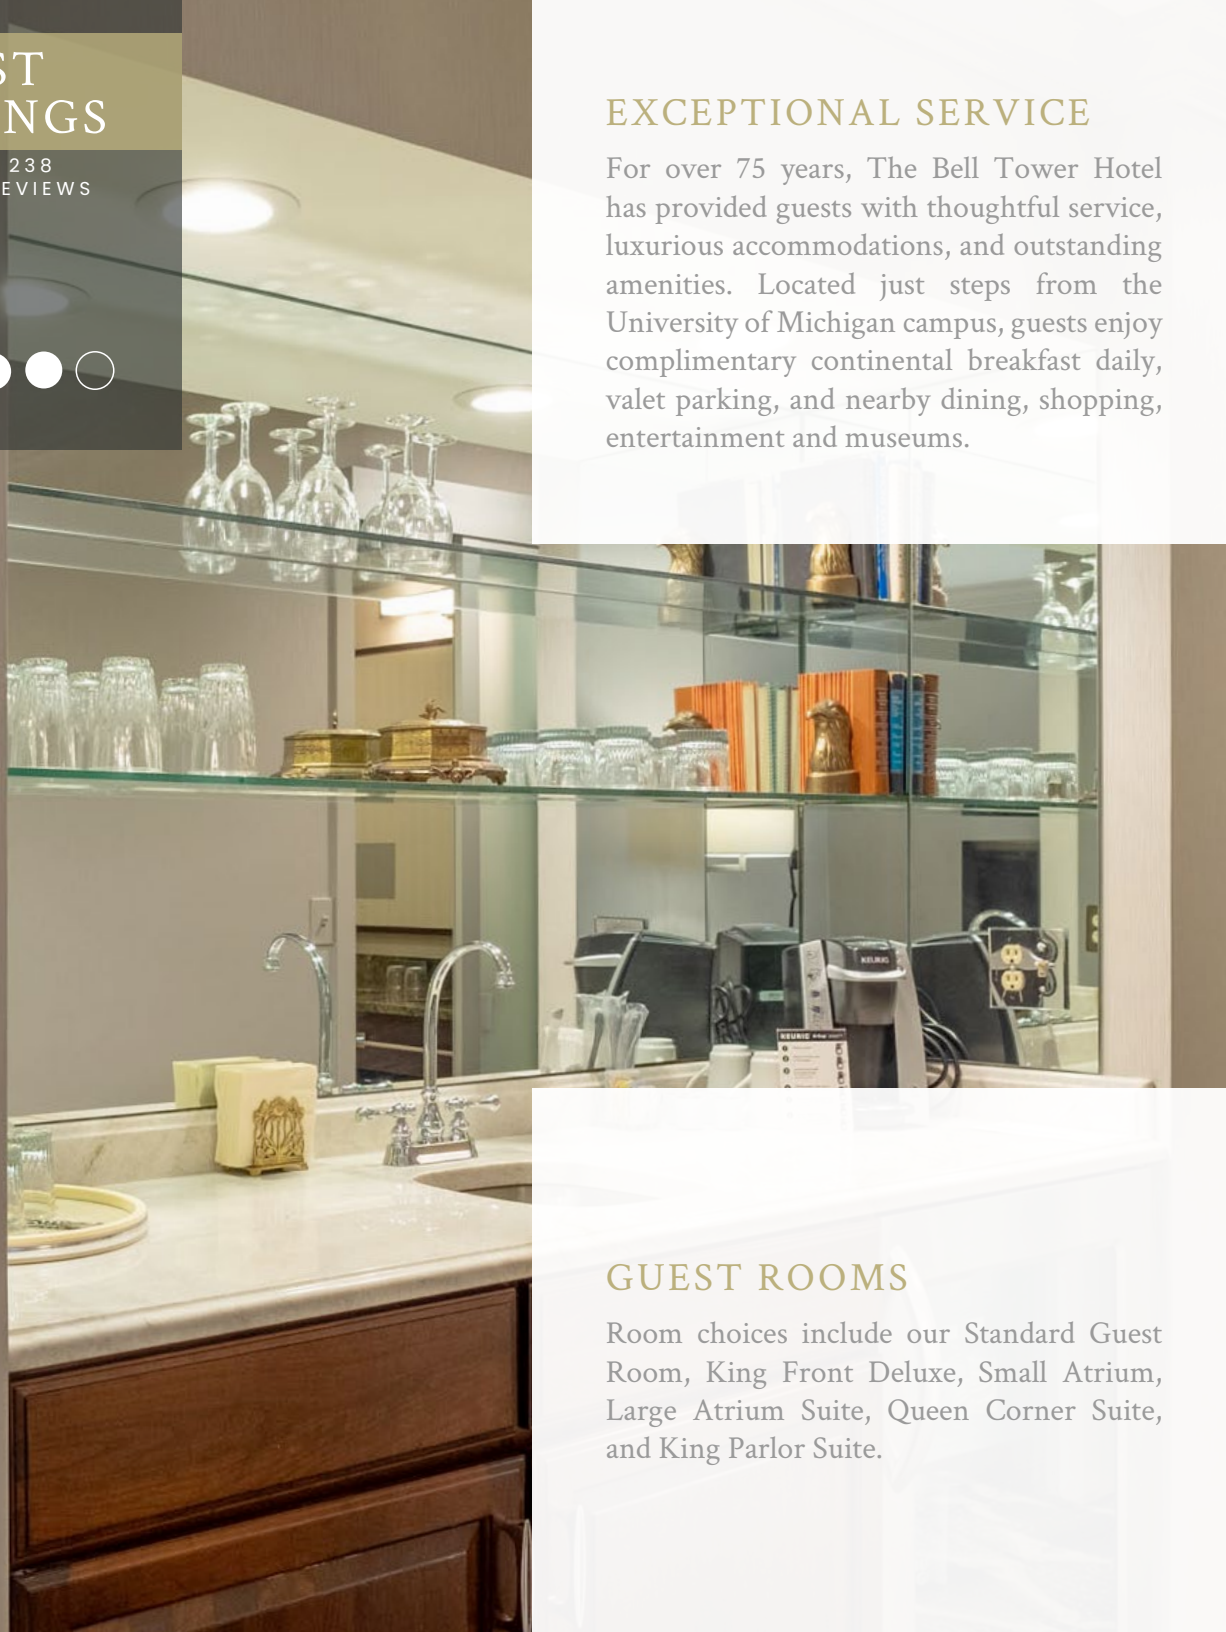 ST
NGS
238
EVIEWS
EXCEPTIONAL SERVICE
For over 75 years, The Bell Tower Hotel
has provided guests with thoughtful service,
luxurious accommodations, and outstanding
amenities. Located just steps from the
University of Michigan campus, guests enjoy
complimentary continental breakfast daily,
valet parking, and nearby dining, shopping,
entertainment and museums.
KEURIG
KEURIG
GUEST ROOMS
Room choices include our Standard Guest
Room, King Front Deluxe, Small Atrium,
Large Atrium Suite, Queen Corner Suite,
and King Parlor Suite.